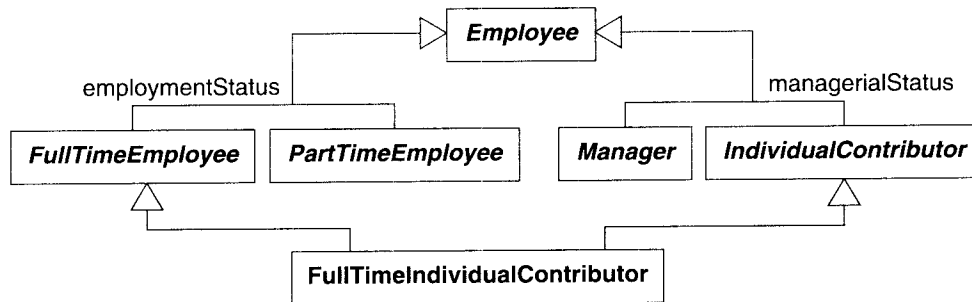 Employee
employmentStatus
managerialStatus
FullTimeEmployee
PartTimeEmployee
Manager
IndividualContributor
FullTimeIndividualContributor